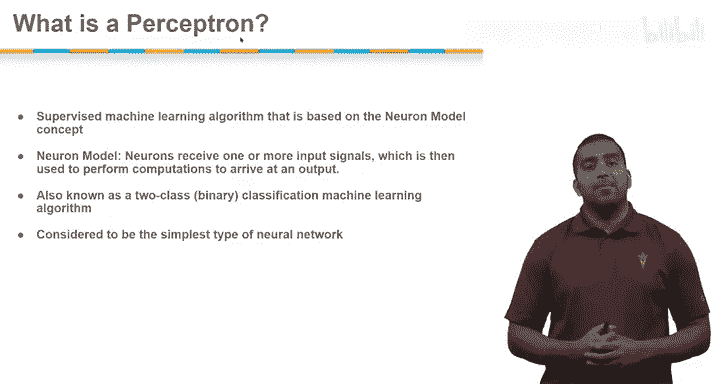 What is a Perceptron?
● Supervised machine learning algorithm that is based on the Neuron Model
concept
● Neuron Model: Neurons receive one or more input signals, which is then
used to perform computations to arrive at an output.
● Also known as a two-class (binary) classification machine learning
algorithm
● Considered to be the simplest type of neural network
bilibili